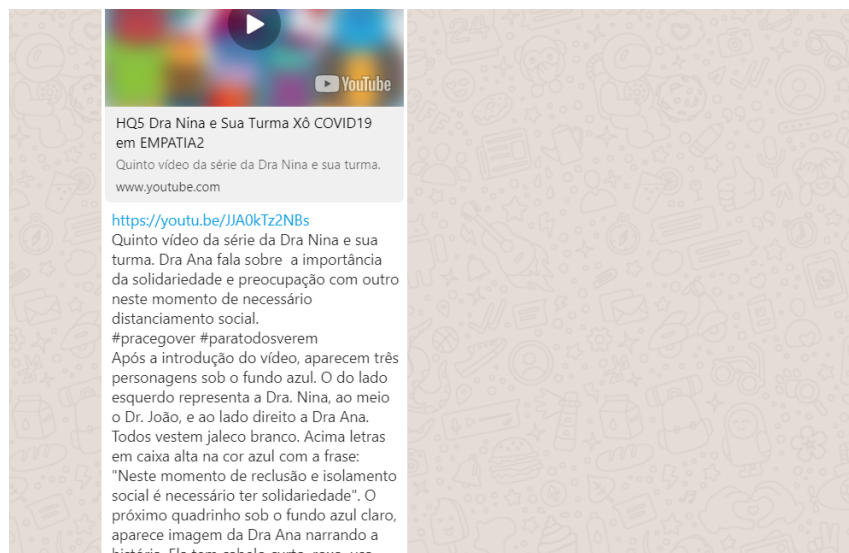 YouTube
HQ5 Dra Nina e Sua Turma Xô COVID19
em EMPATIA2
Quinto vídeo da série da Dra Nina e sua turma.
www.youtube.com
https://youtu.be/JJA0kTz2NBs
Quinto vídeo da série da Dra Nina e sua
turma. Dra Ana fala sobre  a importância
da solidariedade e preocupação com outro
neste momento de necessário
distanciamento social.
#pracegover #paratodosverem
Após a introdução do vídeo, aparecem três
personagens sob o fundo azul. O do lado
esquerdo representa a Dra. Nina, ao meio
o Dr. João, e ao lado direito a Dra Ana.
Todos vestem jaleco branco. Acima letras
em caixa alta na cor azul com a frase:
"Neste momento de reclusão e isolamento
social é necessário ter solidariedade". O
próximo quadrinho sob o fundo azul claro,
aparece imagem da Dra Ana narrando a